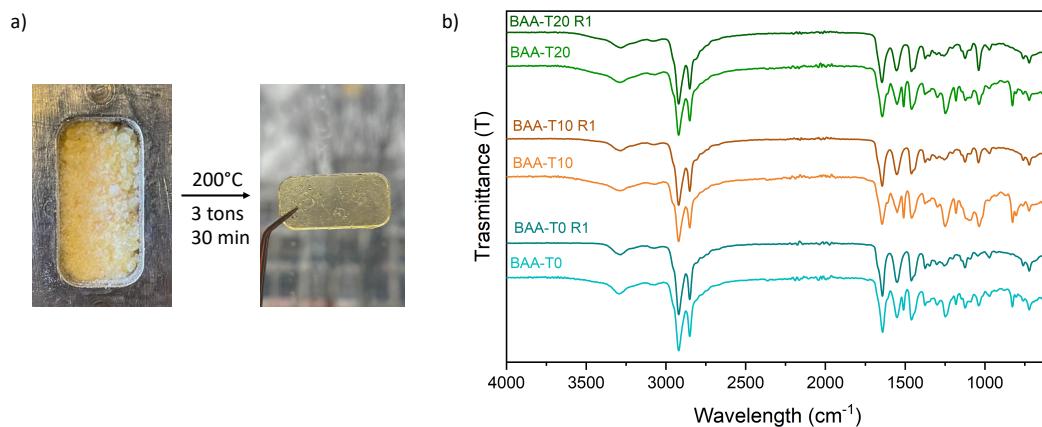 a)
200°C
3 tons
30 min
b)
BAA-T20 R1
BAA-T20
BAA-T10 R1
BAA-T10
BAA-T0 R1
BAA-T0
Trasmittance (T)
4000 3500 3000 2500 2000 1500 1000
Wavelength (cm⁻¹)